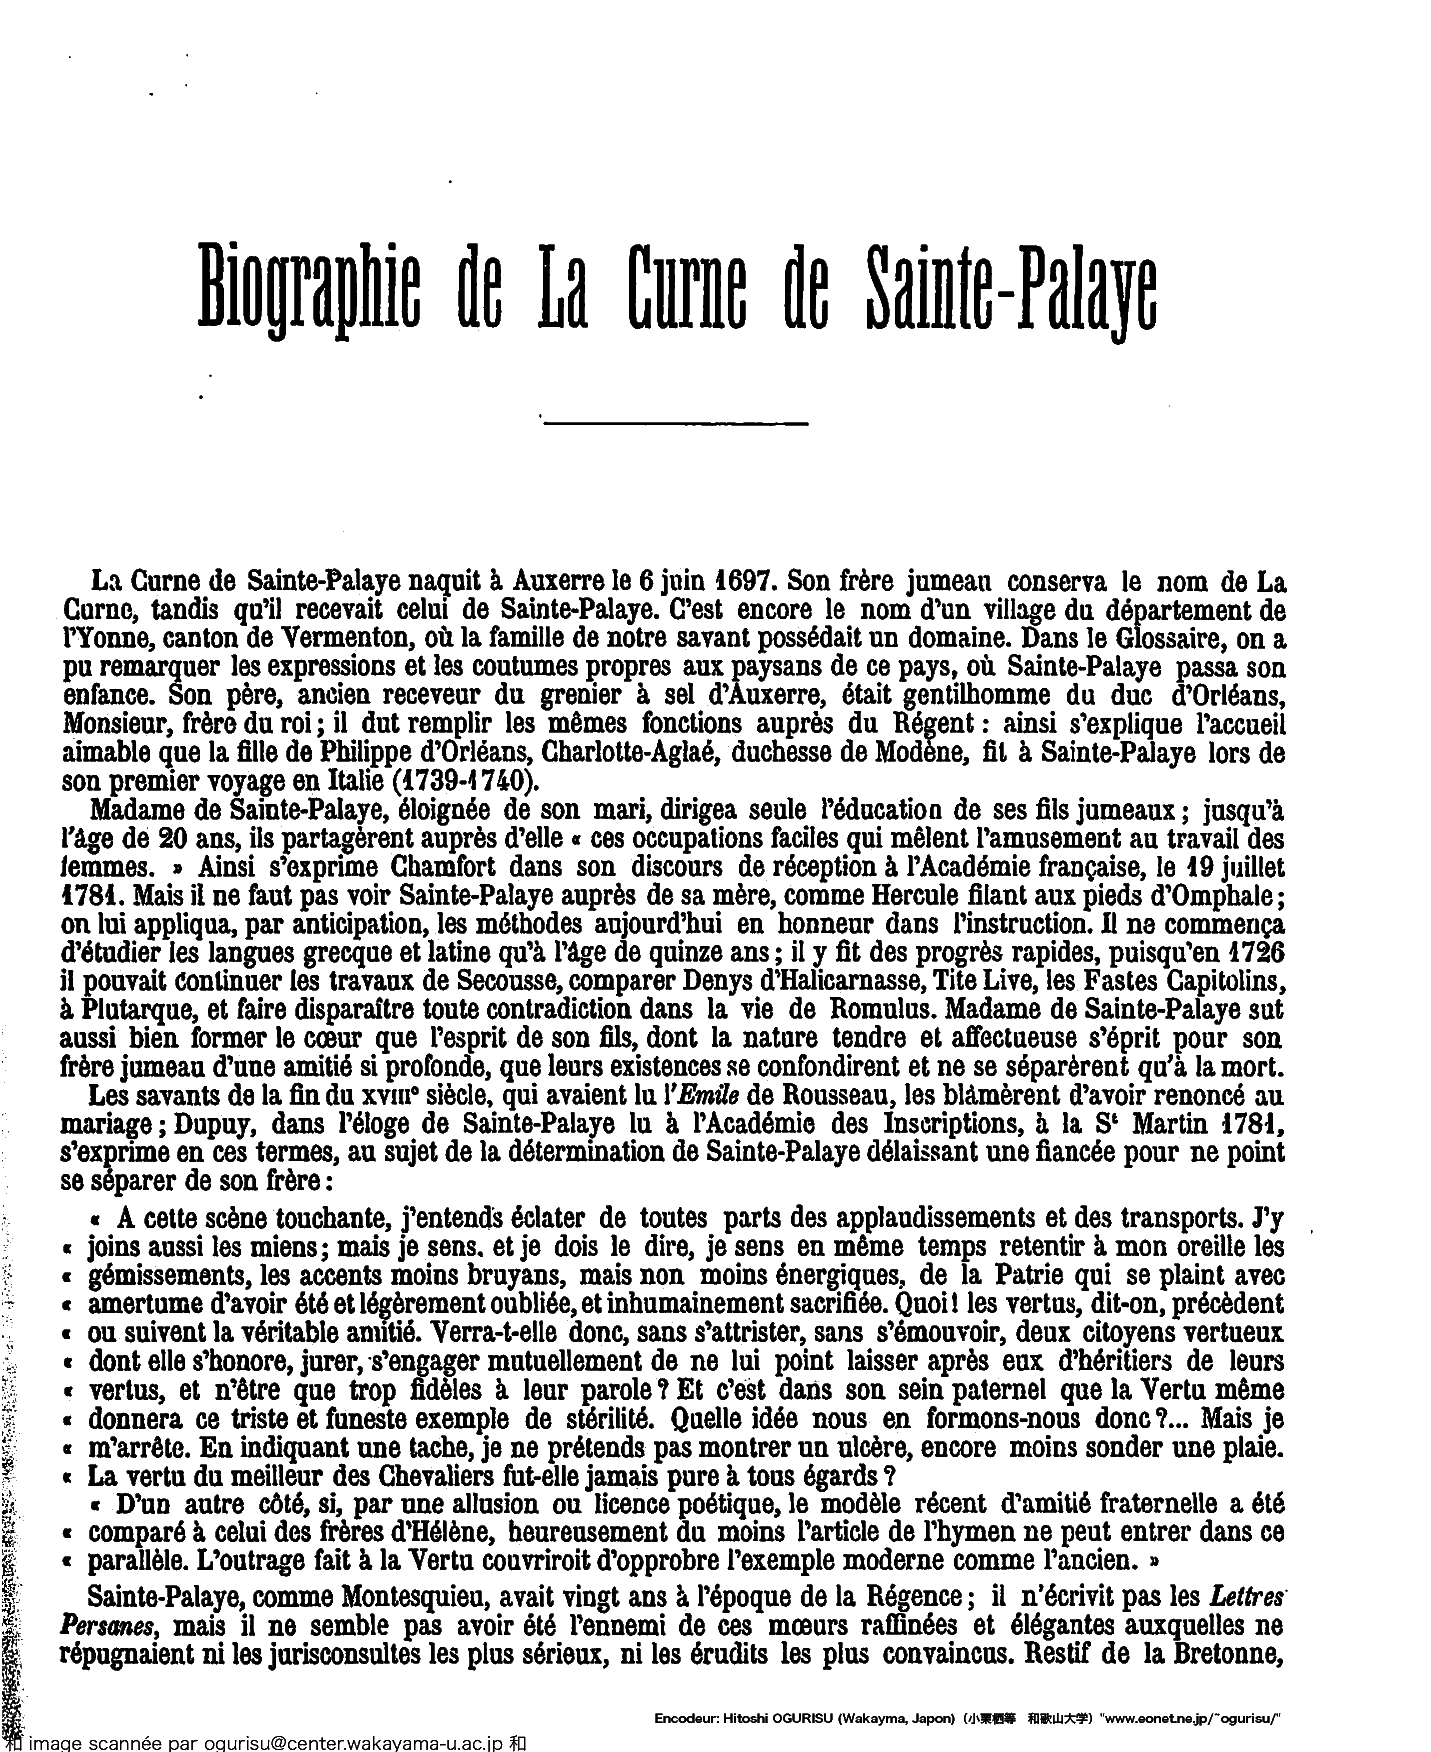 Biographie de La Curne de Sainte-Palaye
La Curne de Sainte-Palaye naquit à Auxerre le 6 juin 1697. Son frère jumeau conserva le nom de La
Curne, tandis qu'il recevait celui de Sainte-Palaye. C'est encore le nom d'un village du département de
l'Yonne, canton de Vermenton, où la famille de notre savant possédait un domaine. Dans le Glossaire, on a
pu remarquer les expressions et les coutumes propres aux paysans de ce pays, où Sainte-Palaye passa son
enfance. Son père, ancien receveur du grenier à sel d'Auxerre, était gentilhomme du duc d'Orléans,
Monsieur, frère du roi ; il dut remplir les mêmes fonctions auprès du Régent : ainsi s'explique l'accueil
aimable que la fille de Philippe d'Orléans, Charlotte-Aglaé, duchesse de Modène, fit à Sainte-Palaye lors de
son premier voyage en Italie (1739-1740).
Madame de Sainte-Palaye, éloignée de son mari, dirigea seule l'éducation de ses fils jumeaux ; jusqu'à
l'âge de 20 ans, ils partagèrent auprès d'elle « ces occupations faciles qui mêlent l'amusement au travail des
femmes. » Ainsi s'exprime Chamfort dans son discours de réception à l'Académie française, le 19 juillet
1781. Mais il ne faut pas voir Sainte-Palaye auprès de sa mère, comme Hercule filant aux pieds d'Omphale ;
on lui appliqua, par anticipation, les méthodes aujourd'hui en honneur dans l'instruction. Il ne commença
d'étudier les langues grecque et latine qu'à l'âge de quinze ans ; il y fit des progrès rapides, puisqu'en 1726
il pouvait continuer les travaux de Secousse, comparer Denys d'Halicarnasse, Tite Live, les Fastes Capitolins,
à Plutarque, et faire disparaître toute contradiction dans la vie de Romulus. Madame de Sainte-Palaye sut
aussi bien former le cœur que l'esprit de son fils, dont la nature tendre et affectueuse s'éprit pour son
frère jumeau d'une amitié si profonde, que leurs existences se confondirent et ne se séparèrent qu'à la mort.
Les savants de la fin du XVIIIe siècle, qui avaient lu l'Emile de Rousseau, les blâmèrent d'avoir renoncé au
mariage ; Dupuy, dans l'éloge de Sainte-Palaye lu à l'Académie des Inscriptions, à la St Martin 1781,
s'exprime en ces termes, au sujet de la détermination de Sainte-Palaye délaissant une fiancée pour ne point
se séparer de son frère :
« A cette scène touchante, j'entends éclater de toutes parts des applaudissements et des transports. J'y
« joins aussi les miens ; mais je sens, et je dois le dire, je sens en même temps retentir à mon oreille les
« gémissements, les accents moins bruyans, mais non moins énergiques, de la Patrie qui se plaint avec
« amertume d'avoir été et légèrement oubliée, et inhumainement sacrifiée. Quoi ! les vertus, dit-on, précèdent
« ou suivent la véritable amitié. Verra-t-elle donc, sans s'attrister, sans s'émouvoir, deux citoyens vertueux
« dont elle s'honore, jurer, s'engager mutuellement de ne lui point laisser après eux d'héritiers de leurs
« vertus, et n'être que trop fidèles à leur parole ? Et c'est dans son sein paternel que la Vertu même
« donnera ce triste et funeste exemple de stérilité. Quelle idée nous en formons-nous donc ?... Mais je
« m'arrête. En indiquant une tache, je ne prétends pas montrer un ulcère, encore moins sonder une plaie.
« La vertu du meilleur des Chevaliers fut-elle jamais pure à tous égards ?
« D'un autre côté, si, par une allusion ou licence poétique, le modèle récent d'amitié fraternelle a été
« comparé à celui des frères d'Hélène, heureusement du moins l'article de l'hymen ne peut entrer dans ce
« parallèle. L'outrage fait à la Vertu couvriroit d'opprobre l'exemple moderne comme l'ancien. »
Sainte-Palaye, comme Montesquieu, avait vingt ans à l'époque de la Régence ; il n'écrivit pas les Lettres
Persanes, mais il ne semble pas avoir été l'ennemi de ces mœurs raffinées et élégantes auxquelles ne
répugnaient ni les jurisconsultes les plus sérieux, ni les érudits les plus convaincus. Restif de la Bretonne,
Encodeur: Hitoshi OGURISU (Wakayma, Japon) (小栗栖等 和歌山大学) "www.eonet.ne.jp/~ogurisu/"
和 image scannée par ogurisu@center.wakayama-u.ac.jp 和